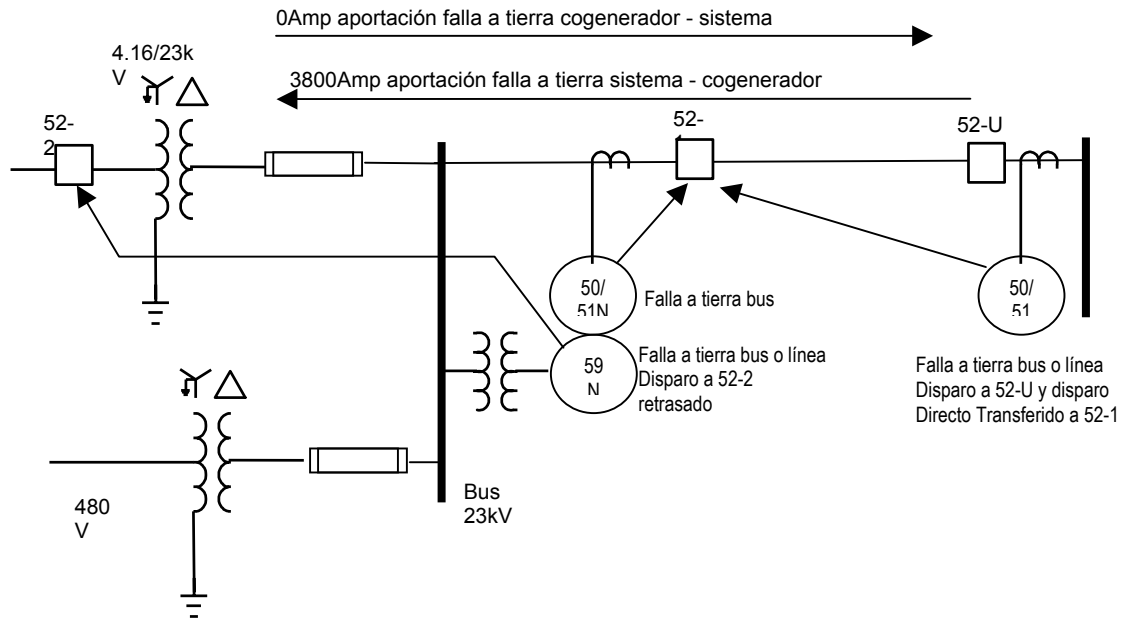 0Amp aportación falla a tierra cogenerador - sistema
4.16/23k
V
3800Amp aportación falla a tierra sistema - cogenerador
52-
2
52-
52-U
50/
51N
Falla a tierra bus
50/
51
59
N
Falla a tierra bus o línea
Disparo a 52-2
retrasado
Falla a tierra bus o línea
Disparo a 52-U y disparo
Directo Transferido a 52-1
480
V
Bus
23kV